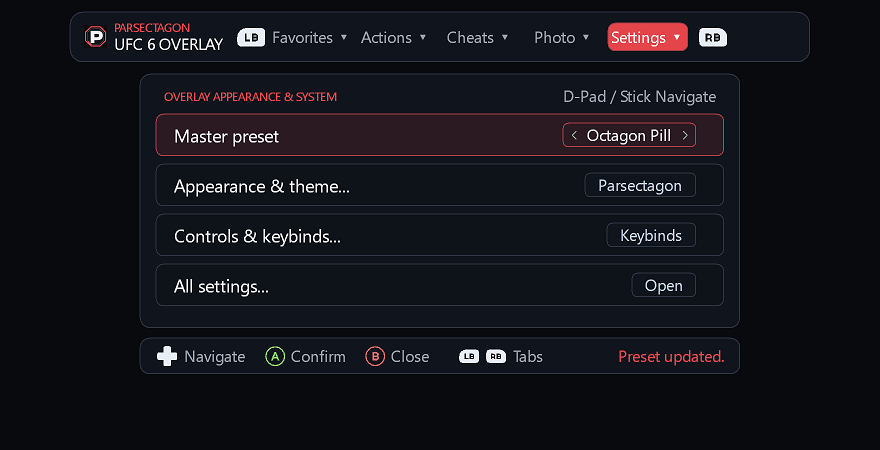 PARSECTAGON
UFC 6 OVERLAY
LB Favorites ▼ Actions ▼ Cheats ▼ Photo ▼ Settings ▼ RB
OVERLAY APPEARANCE & SYSTEM D-Pad / Stick Navigate
Master preset < Octagon Pill >
Appearance & theme... Parsectagon
Controls & keybinds... Keybinds
All settings... Open
Navigate A Confirm B Close LB RB Tabs Preset updated.